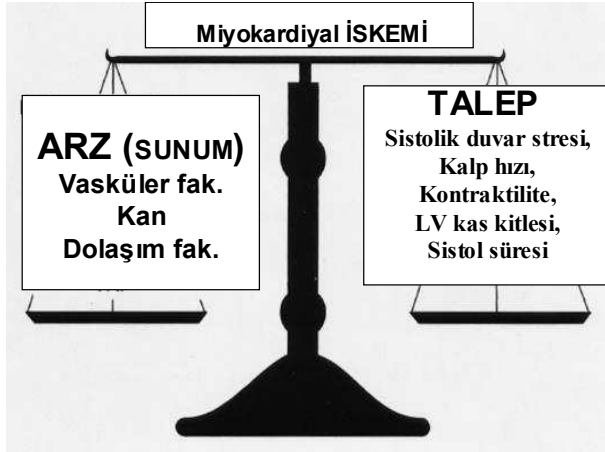 Miyokardiyal İSKEMİ
ARZ (SUNUM)
Vasküler fak.
Kan
Dolaşım fak.
TALEP
Sistolik duvar stresi,
Kalp hızı,
Kontraktilite,
LV kas kitlesi,
Sistol süresi